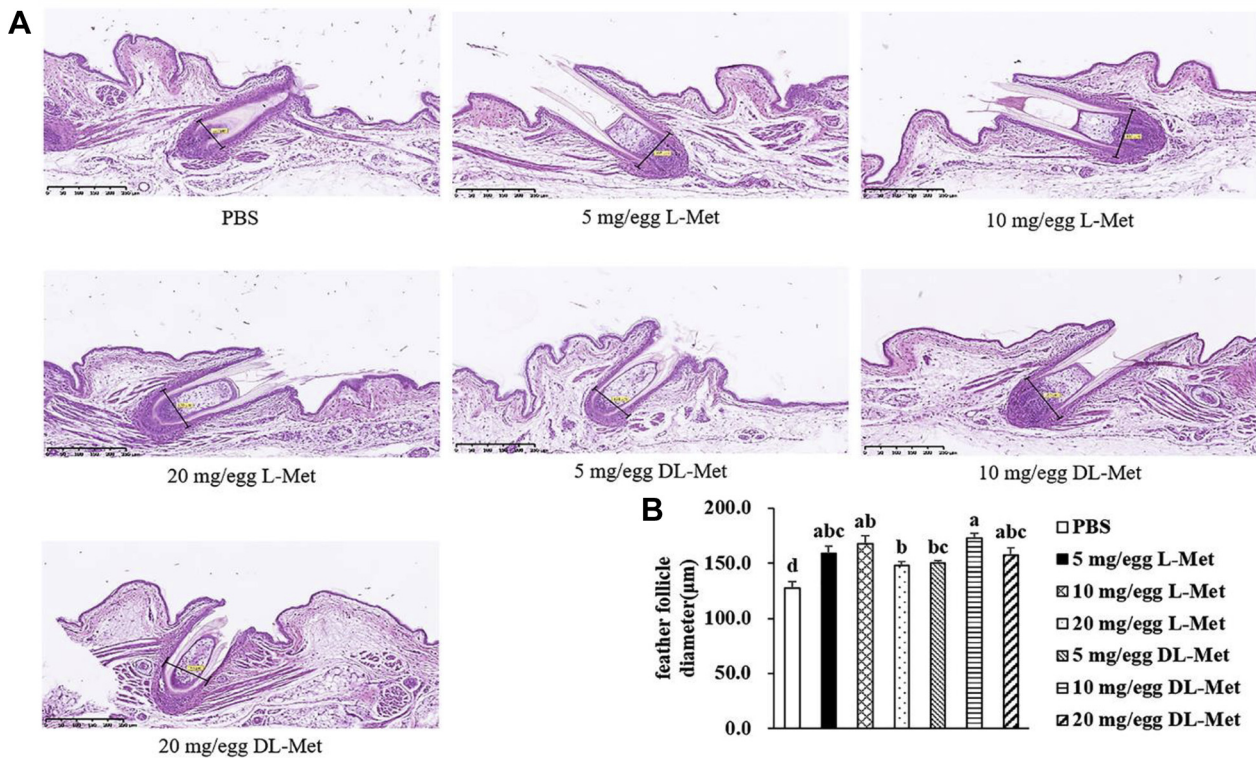 A
PBS
5 mg/egg L-Met
10 mg/egg L-Met
20 mg/egg L-Met
5 mg/egg DL-Met
10 mg/egg DL-Met
20 mg/egg DL-Met
B
feather follicle
diameter(μm)
200.0
150.0
100.0
50.0
0.0
d
abc
ab
b
bc
a
abc
PBS
5 mg/egg L-Met
10 mg/egg L-Met
20 mg/egg L-Met
5 mg/egg DL-Met
10 mg/egg DL-Met
20 mg/egg DL-Met